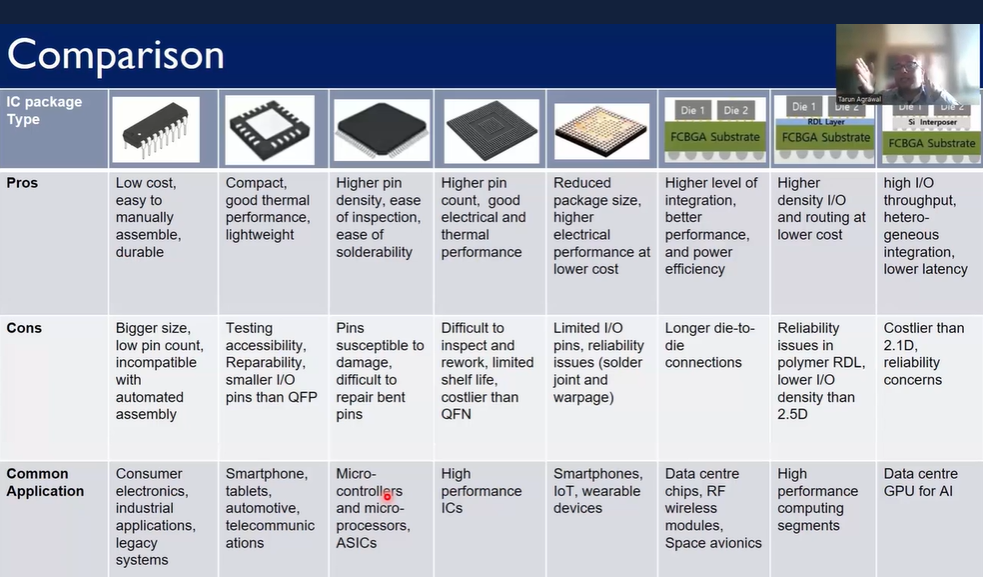 Comparison
Tarun Agrawal
IC package
Type
Die 1 Die 2
FCBGA Substrate
Die 1 Die 2
RDL Layer
FCBGA Substrate
Die 1 Die 2
Si Interposer
FCBGA Substrate
Pros
Low cost,
easy to
manually
assemble,
durable
Compact,
good thermal
performance,
lightweight
Higher pin
density, ease
of inspection,
ease of
solderability
Higher pin
count, good
electrical and
thermal
performance
Reduced
package size,
higher
electrical
performance at
lower cost
Higher level of
integration,
better
performance,
and power
efficiency
Higher
density I/O
and routing at
lower cost
high I/O
throughput,
hetero-
geneous
integration,
lower latency
Cons
Bigger size,
low pin count,
incompatible
with
automated
assembly
Testing
accessibility,
Reparability,
smaller I/O
pins than QFP
Pins
susceptible to
damage,
difficult to
repair bent
pins
Difficult to
inspect and
rework, limited
shelf life,
costlier than
QFN
Limited I/O
pins, reliability
issues (solder
joint and
warpage)
Longer die-to-
die
connections
Reliability
issues in
polymer RDL,
lower I/O
density than
2.5D
Costlier than
2.1D,
reliability
concerns
Common
Application
Consumer
electronics,
industrial
applications,
legacy
systems
Smartphone,
tablets,
automotive,
telecommunic
ations
Micro-
controllers
and micro-
processors,
ASICs
High
performance
ICs
Smartphones,
IoT, wearable
devices
Data centre
chips, RF
wireless
modules,
Space avionics
High
performance
computing
segments
Data centre
GPU for AI